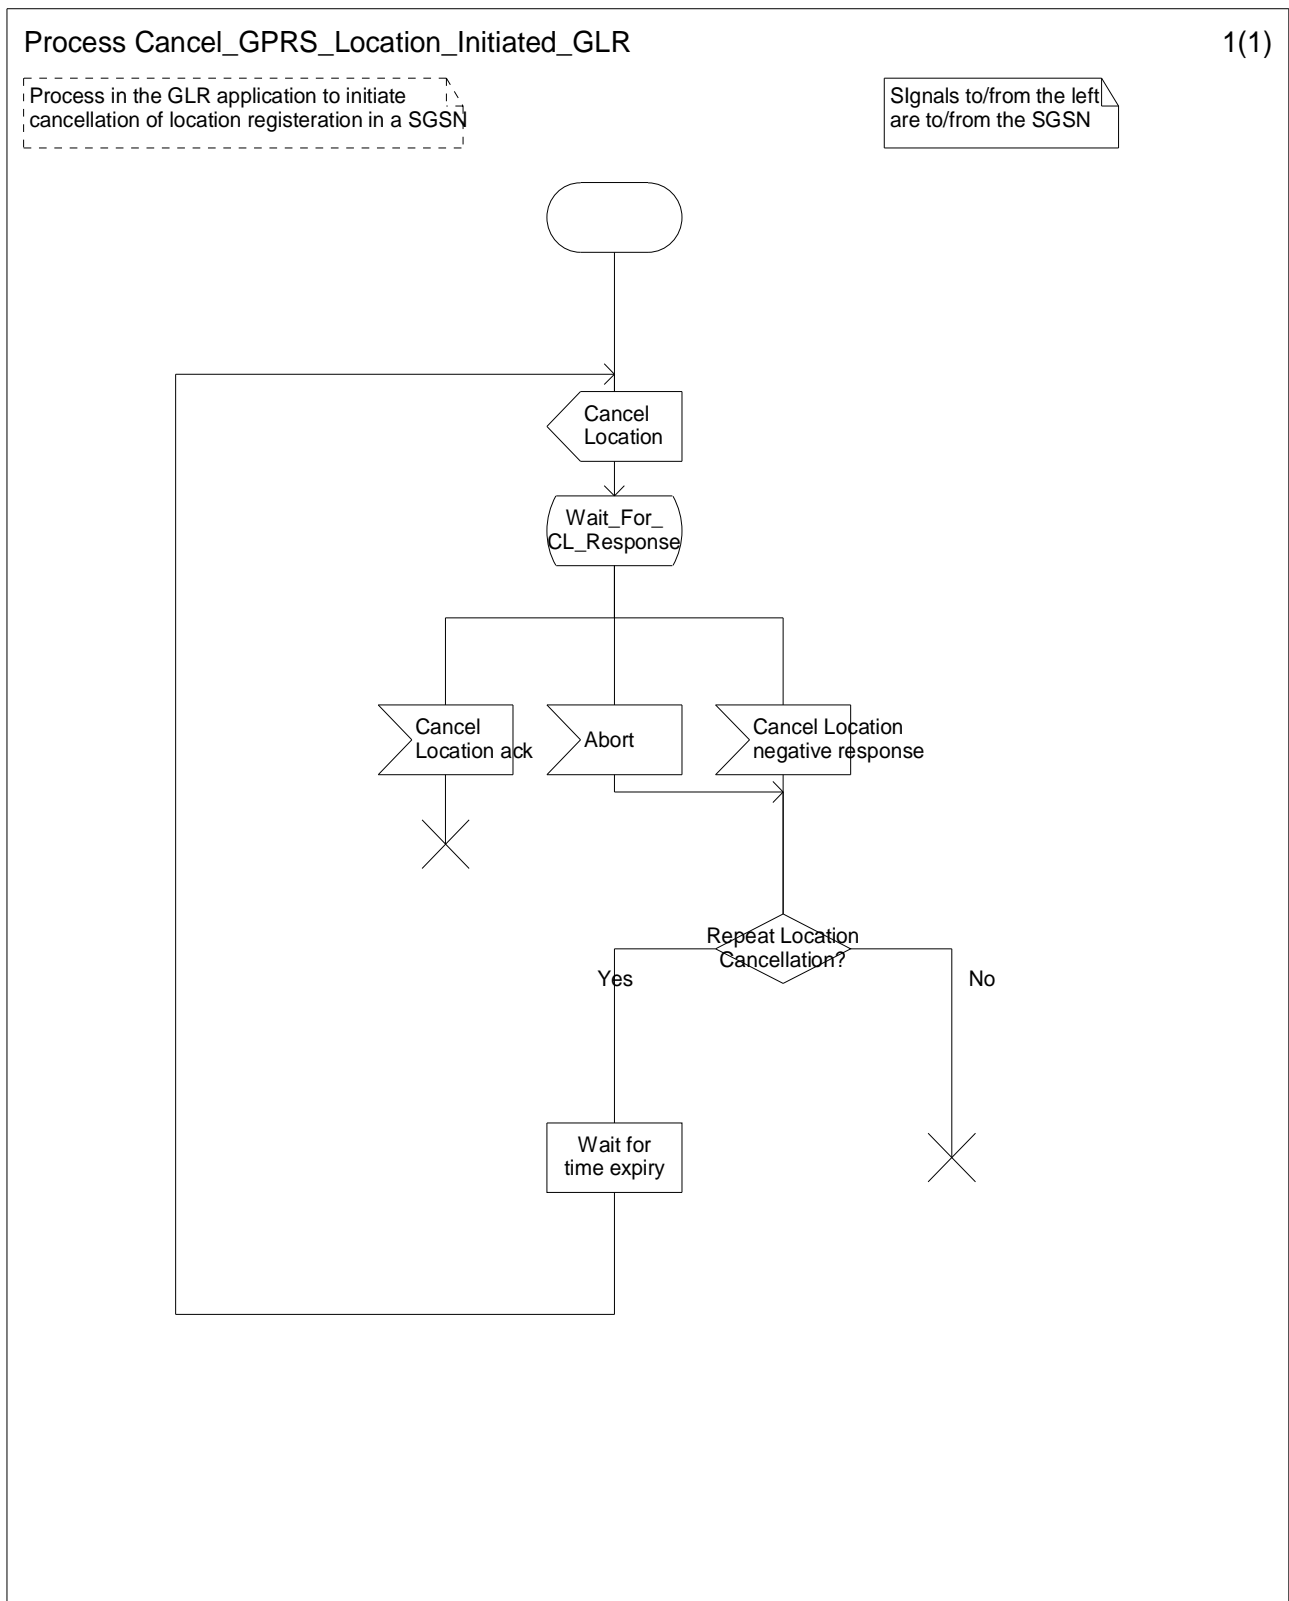 Process Cancel_GPRS_Location_Initiated_GLR
1(1)
Process in the GLR application to initiate
cancellation of location registeration in a SGSN
SIgnals to/from the left
are to/from the SGSN
Cancel
Location
Wait_For_
CL_Response
Cancel
Location ack
Abort
Cancel Location
negative response
Repeat Location
Cancellation?
Yes
No
Wait for
time expiry